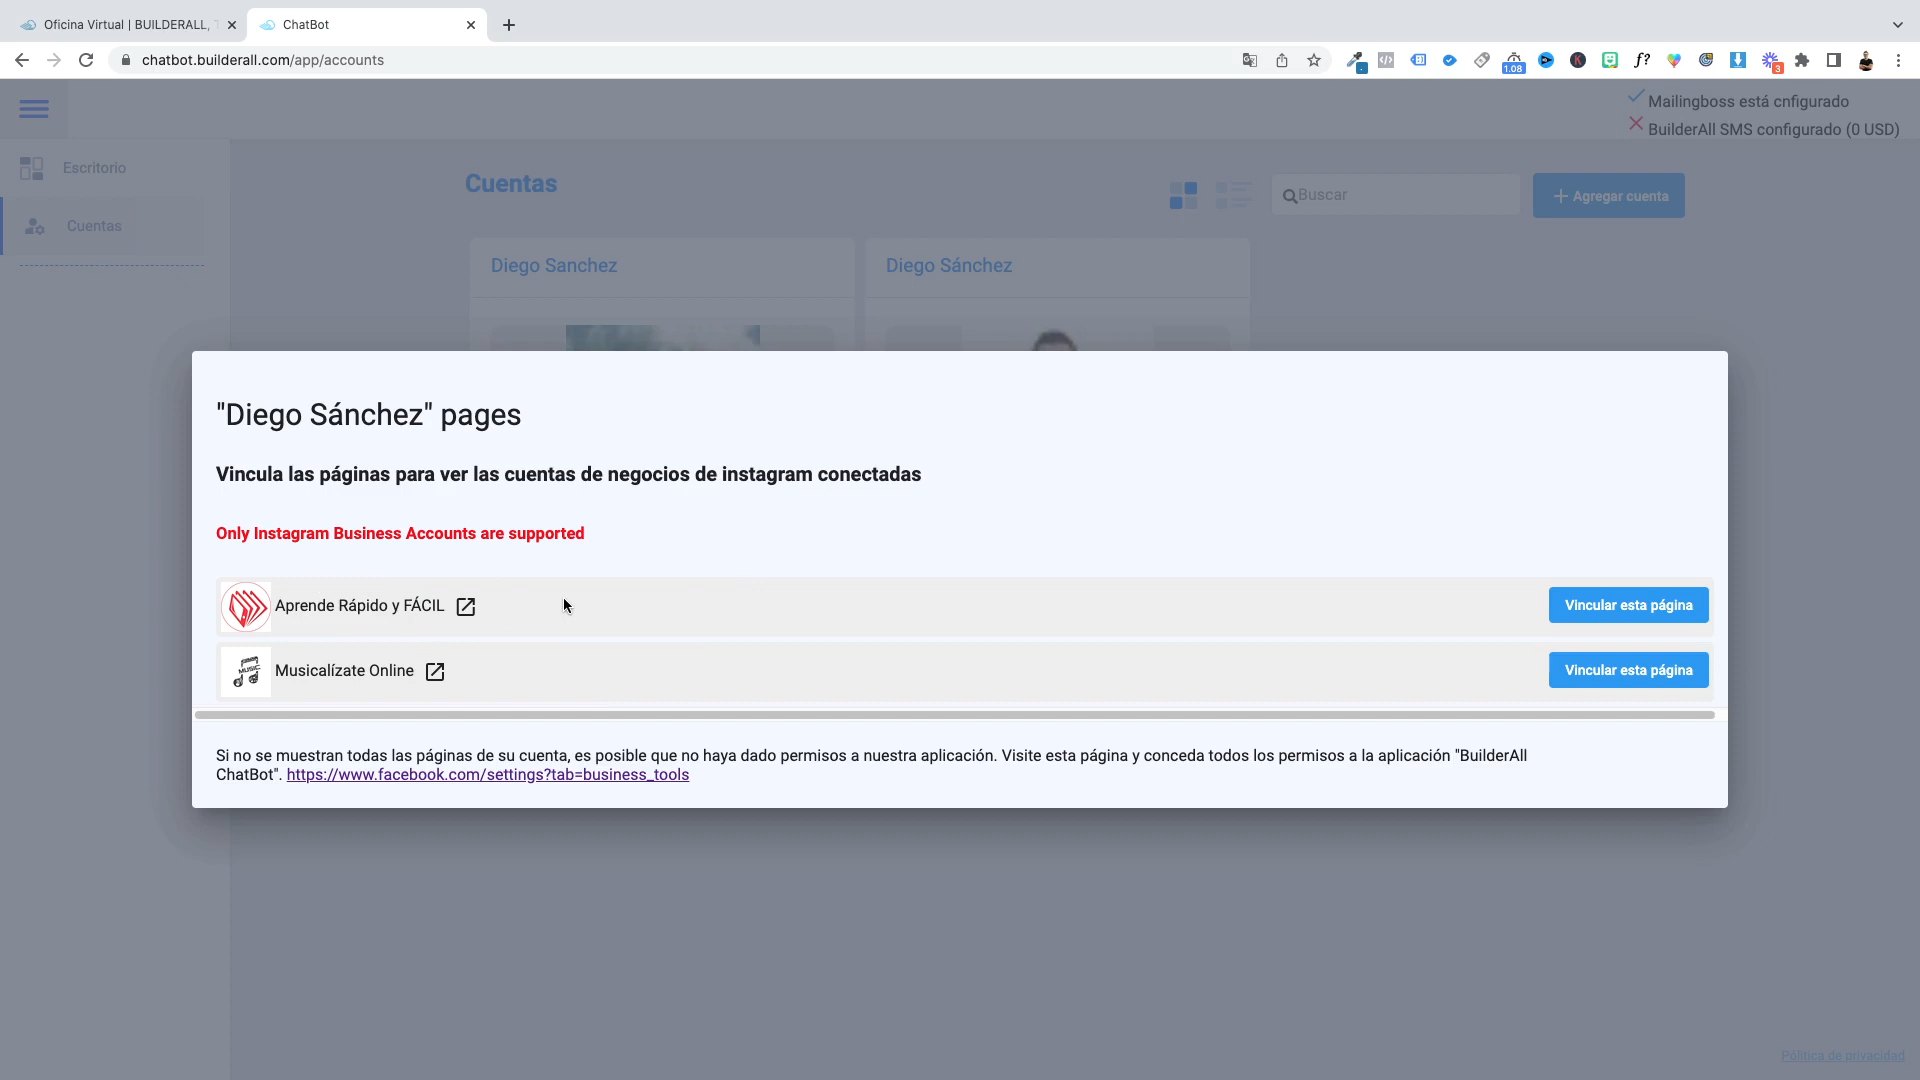 Oficina Virtual | BUILDERALL,
ChatBot
chatbot.builderall.com/app/accounts
1.08
3
Mailingboss está cnfigurado
BuilderAll SMS configurado (0 USD)
Escritorio
Cuentas
Cuentas
Buscar
+ Agregar cuenta
Diego Sanchez
Diego Sánchez
"Diego Sánchez" pages
Vincula las páginas para ver las cuentas de negocios de instagram conectadas
Only Instagram Business Accounts are supported
Aprende Rápido y FÁCIL
Vincular esta página
MUSIC
Musicalízate Online
Vincular esta página
Si no se muestran todas las páginas de su cuenta, es posible que no haya dado permisos a nuestra aplicación. Visite esta página y conceda todos los permisos a la aplicación "BuilderAll
ChatBot". https://www.facebook.com/settings?tab=business_tools
Política de privacidad